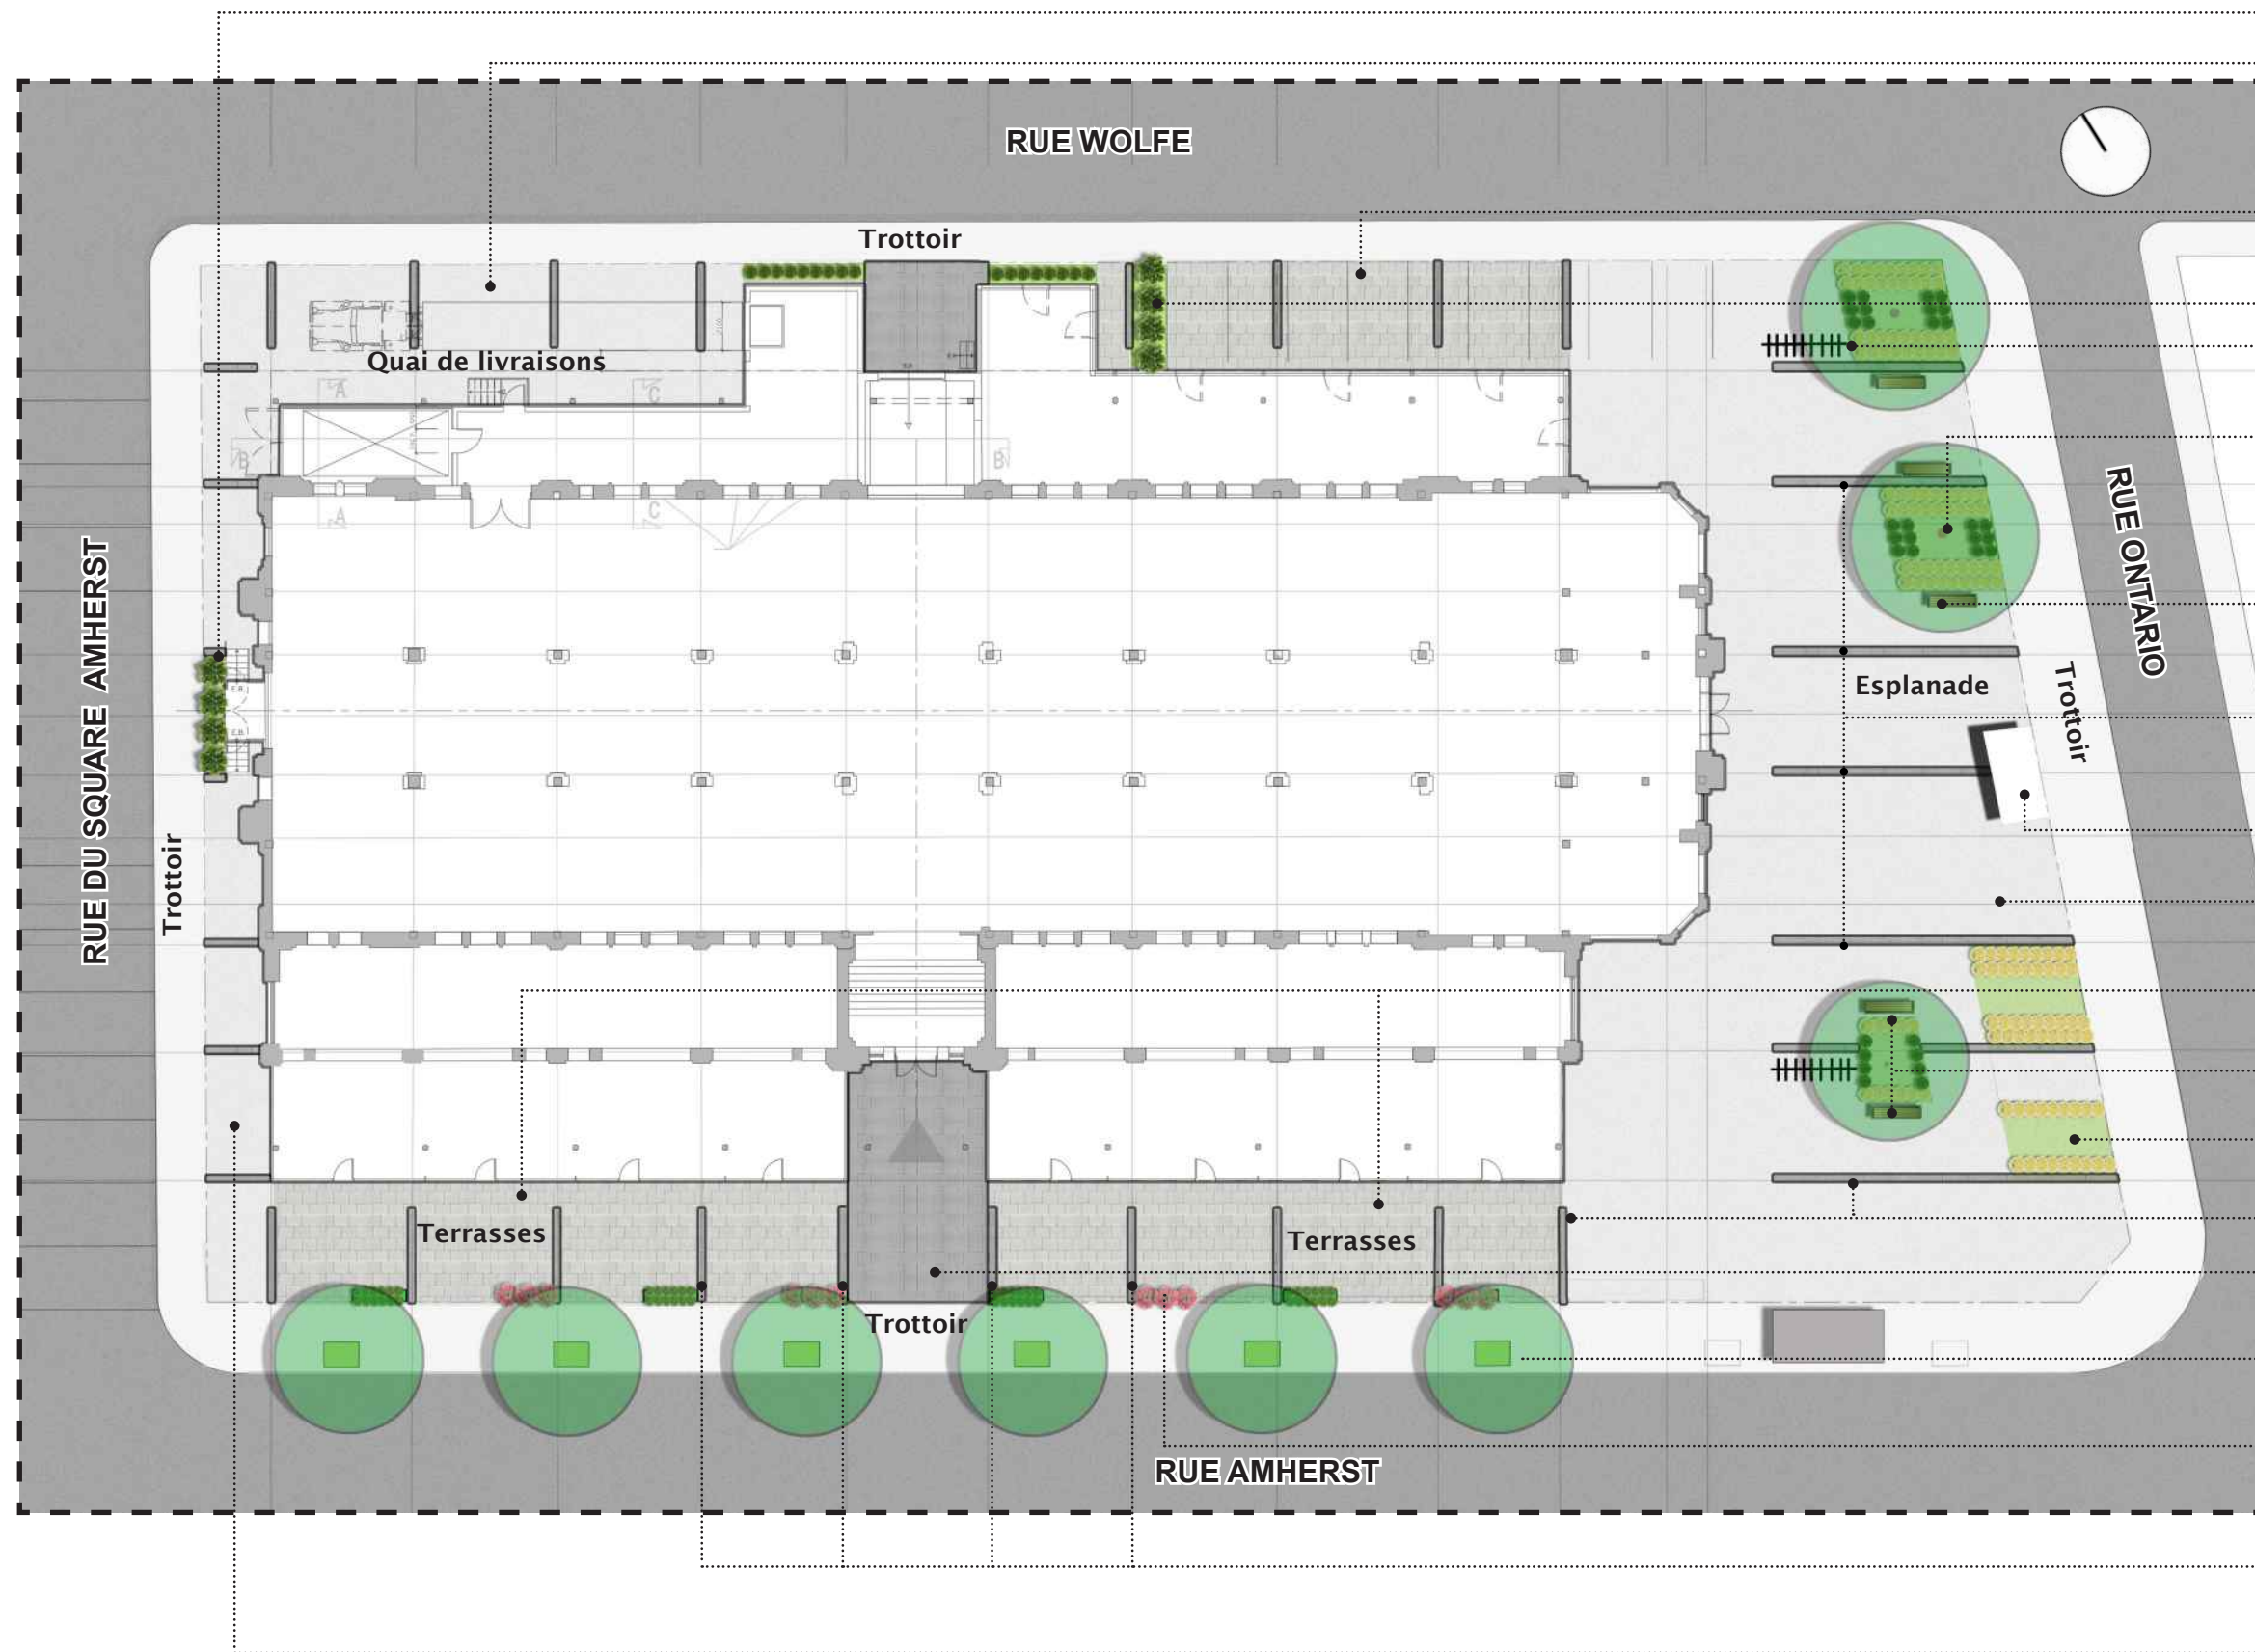 RUE WOLFE
Trottoir
Quai de livraisons
A
C
B
B
A
C
RUE ONTARIO
RUE DU SQUARE AMHERST
E.B.
E.B.
Esplanade
Trottoir
Trottoir
Terrasses
Terrasses
Trottoir
RUE AMHERST